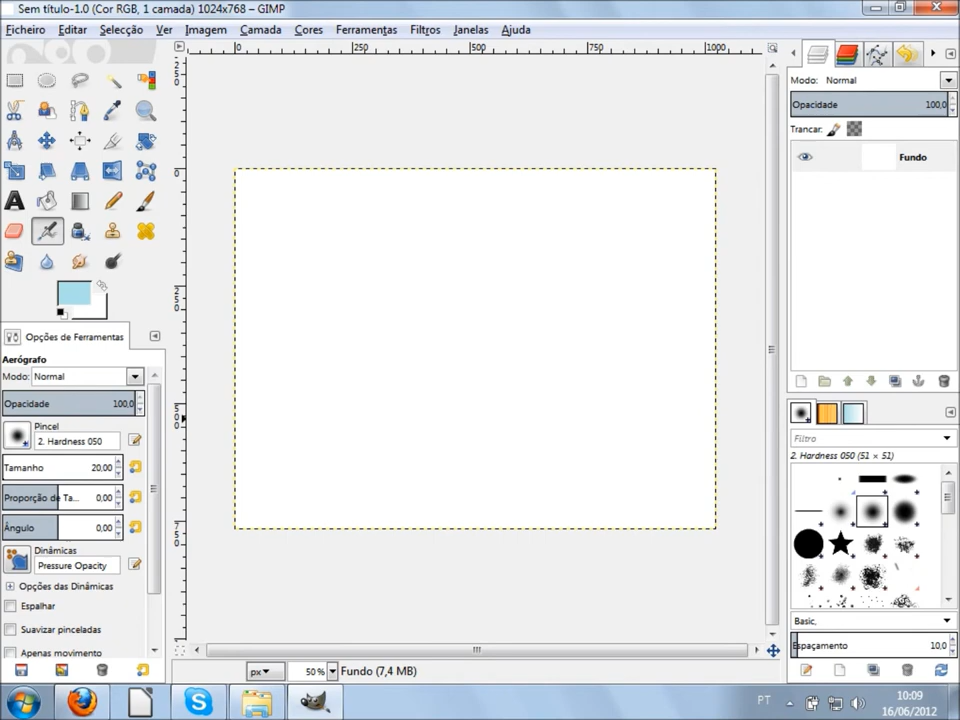 Sem título-1.0 (Cor RGB, 1 camada) 1024x768 – GIMP
Ficheiro Editar Selecção Ver Imagem Camada Cores Ferramentas Filtros Janelas Ajuda
0 250 500 750 1000
Modo: Normal
Opacidade 100,0
Trancar:
Fundo
0
250
500
750
Opções de Ferramentas
Aerógrafo
Modo: Normal
Opacidade 100,0
Pincel
2. Hardness 050
Tamanho 20,00
Proporção de Ta... 0,00
Ângulo 0,00
Dinâmicas
Pressure Opacity
Opções das Dinâmicas
Espalhar
Suavizar pinceladas
Apenas movimento
Filtro
2. Hardness 050 (51 × 51)
Basic,
Espaçamento 10,0
px 50 % Fundo (7,4 MB)
PT
10:09
16/06/2012